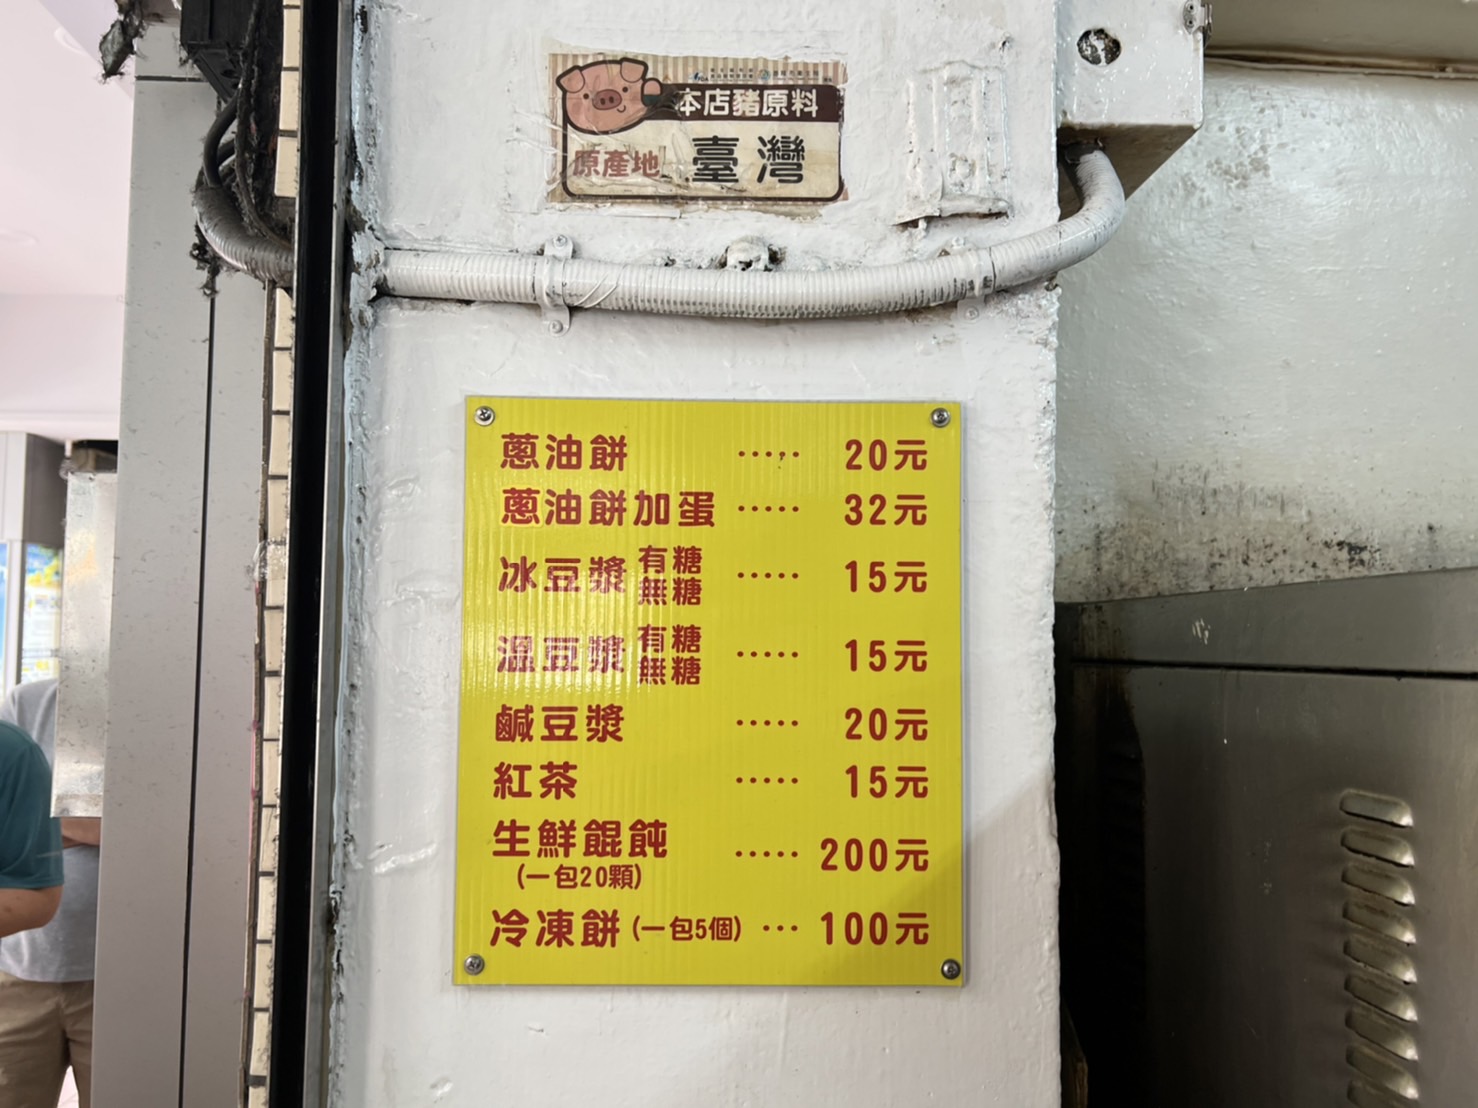 本店豬原料
原產地 臺灣
蔥油餅 ‧‧‧‧‧ 20元
蔥油餅加蛋 ‧‧‧‧‧ 32元
冰豆漿 有糖 無糖 ‧‧‧‧‧ 15元
溫豆漿 有糖 無糖 ‧‧‧‧‧ 15元
鹹豆漿 ‧‧‧‧‧ 20元
紅茶 ‧‧‧‧‧ 15元
生鮮餛飩 ‧‧‧‧‧ 200元
(一包20顆)
冷凍餅(一包5個) ‧‧‧ 100元